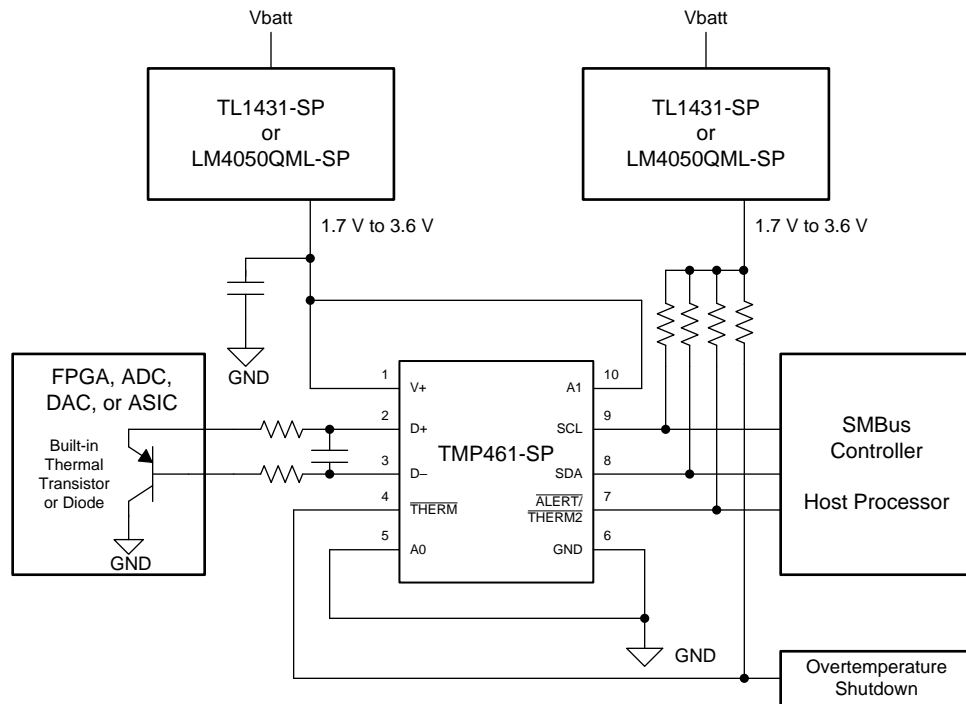 Vbatt
Vbatt
TL1431-SP
or
LM4050QML-SP
TL1431-SP
or
LM4050QML-SP
1.7 V to 3.6 V
1.7 V to 3.6 V
GND
FPGA, ADC,
DAC, or ASIC
Built-in
Thermal
Transistor
or Diode
GND
1
2
3
4
5
V+
D+
D–
THERM
A0
TMP461-SP
A1
SCL
SDA
ALERT/
THERM2
GND
10
9
8
7
6
GND
SMBus
Controller
Host Processor
Overtemperature
Shutdown